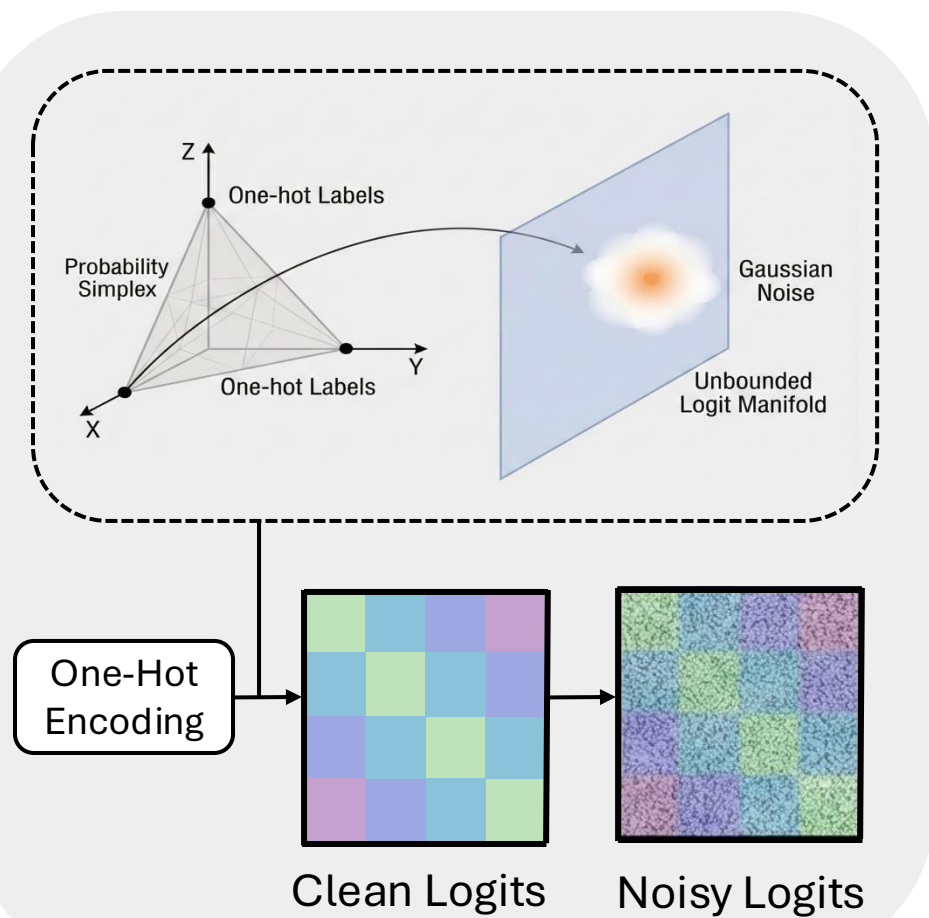 Z
One-hot Labels
Probability
Simplex
Gaussian
Noise
Y
One-hot Labels
Unbounded
Logit Manifold
X
One-Hot
Encoding
Clean Logits
Noisy Logits